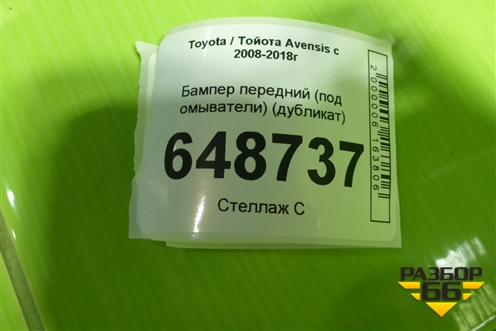 Toyota / Тойота Avensis с
2008-2018г
Бампер передний (под
омыватели) (дубликат)
648737
Стеллаж С
2000006163806
РАЗБОР
66